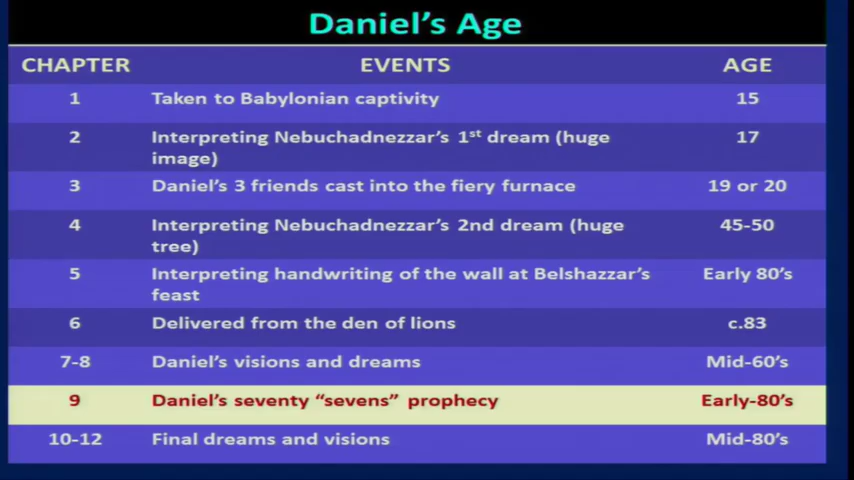 Daniel's Age
CHAPTER EVENTS AGE
1 Taken to Babylonian captivity 15
2 Interpreting Nebuchadnezzar's 1st dream (huge 17
image)
3 Daniel's 3 friends cast into the fiery furnace 19 or 20
4 Interpreting Nebuchadnezzar's 2nd dream (huge 45-50
tree)
5 Interpreting handwriting of the wall at Belshazzar's Early 80's
feast
6 Delivered from the den of lions c.83
7-8 Daniel's visions and dreams Mid-60's
9 Daniel's seventy “sevens” prophecy Early-80's
10-12 Final dreams and visions Mid-80's